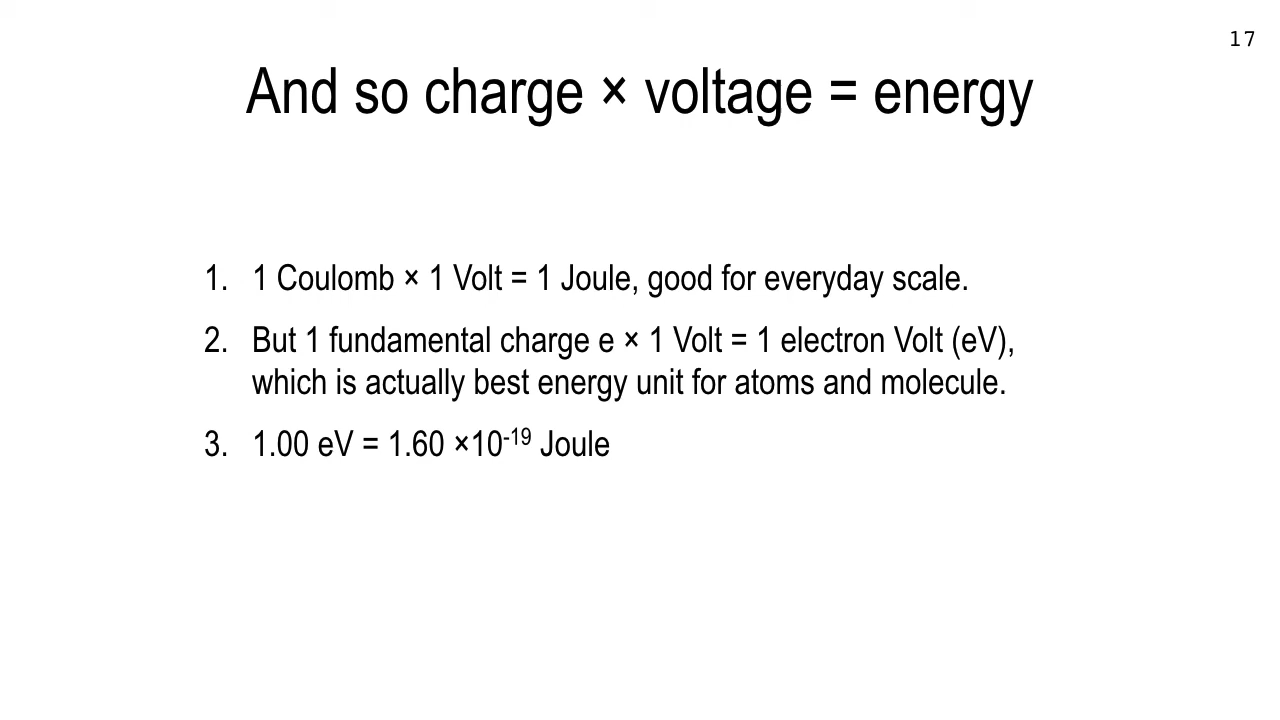 17
And so charge × voltage = energy
1. 1 Coulomb × 1 Volt = 1 Joule, good for everyday scale.
2. But 1 fundamental charge e × 1 Volt = 1 electron Volt (eV),
which is actually best energy unit for atoms and molecule.
3. 1.00 eV = 1.60 ×10⁻¹⁹ Joule